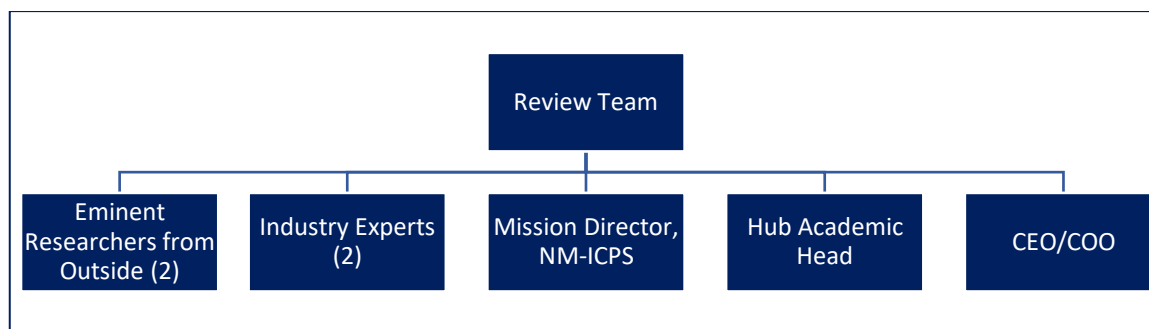 Review Team
Eminent
Researchers from
Outside (2)
Industry Experts
(2)
Mission Director,
NM-ICPS
Hub Academic
Head
CEO/COO